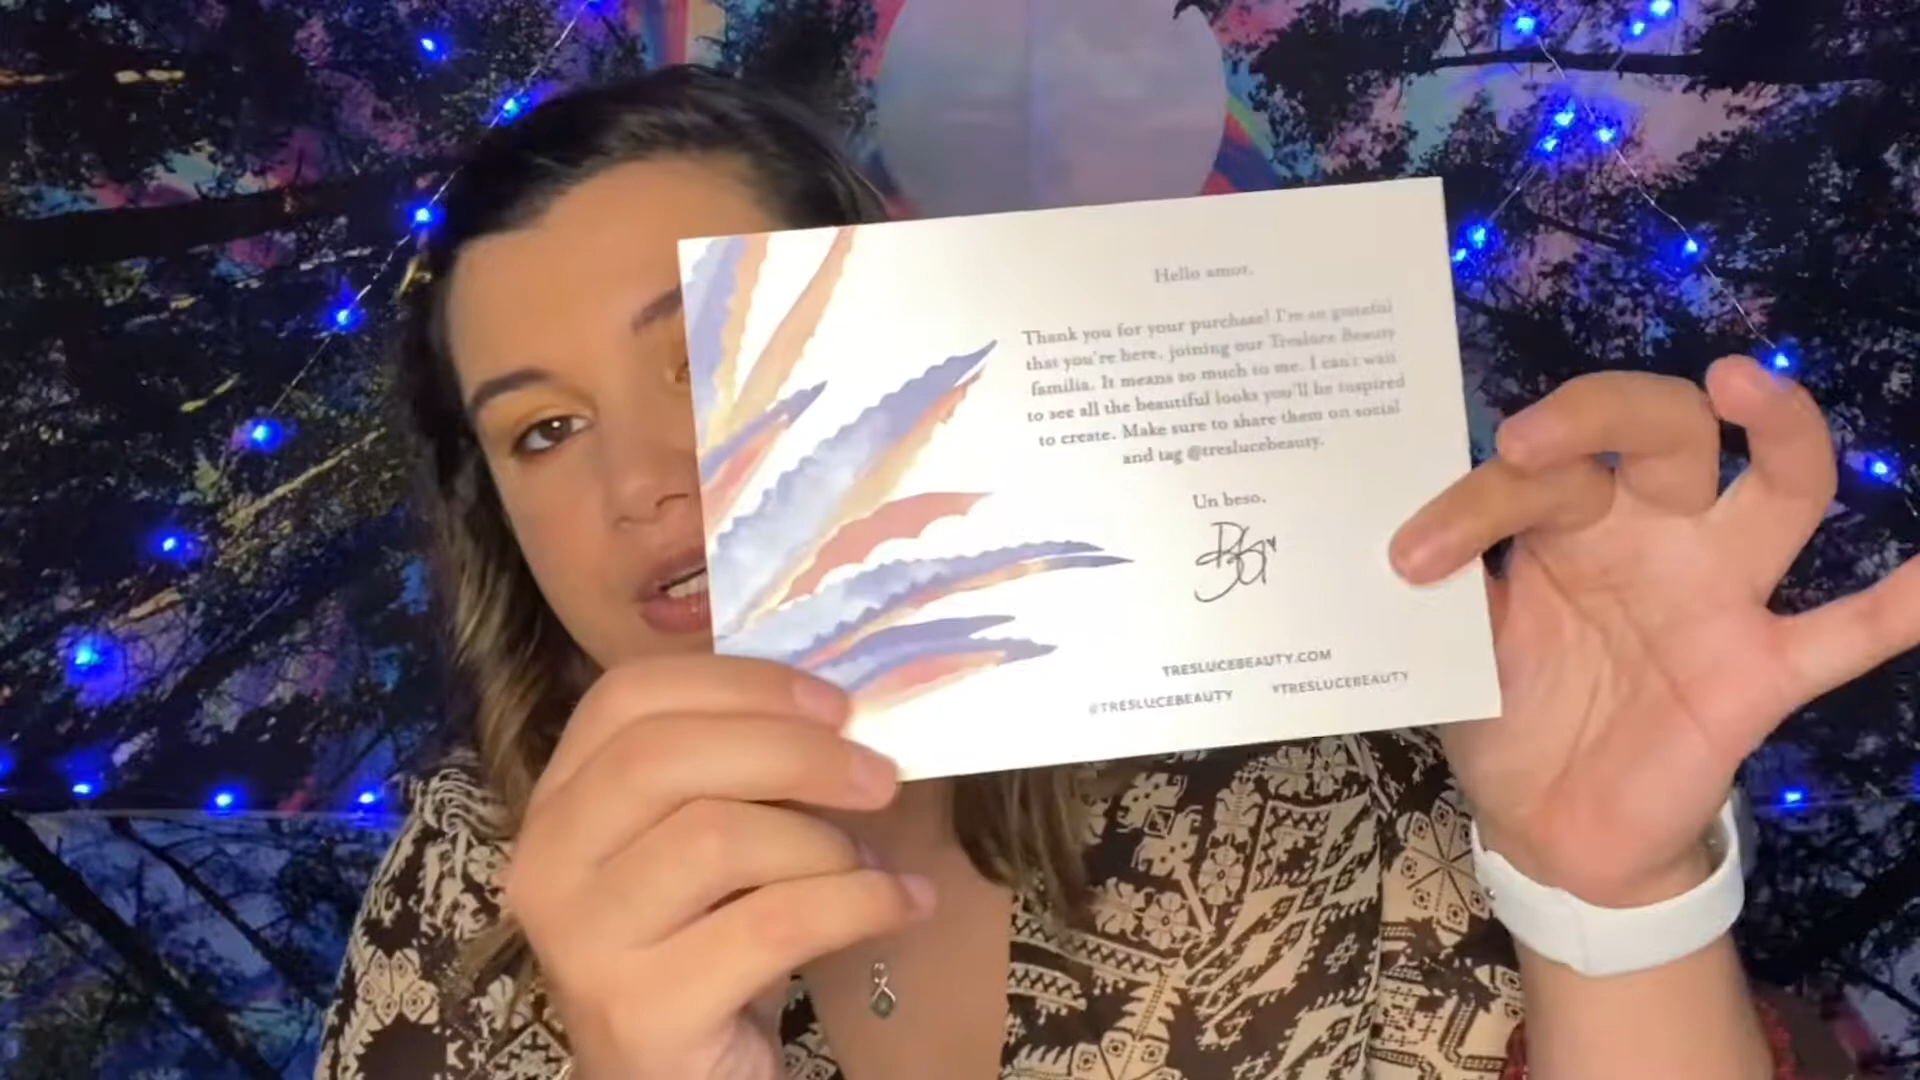 Hello amor,
Thank you for your purchase! I'm so grateful
that you're here, joining our Tresluce Beauty
familia. It means so much to me. I can't wait
to see all the beautiful looks you'll be inspired
to create. Make sure to share them on social
and tag @treslucebeauty.
Un beso,
TRESLUCEBEAUTY.COM
@TRESLUCEBEAUTY #TRESLUCEBEAUTY